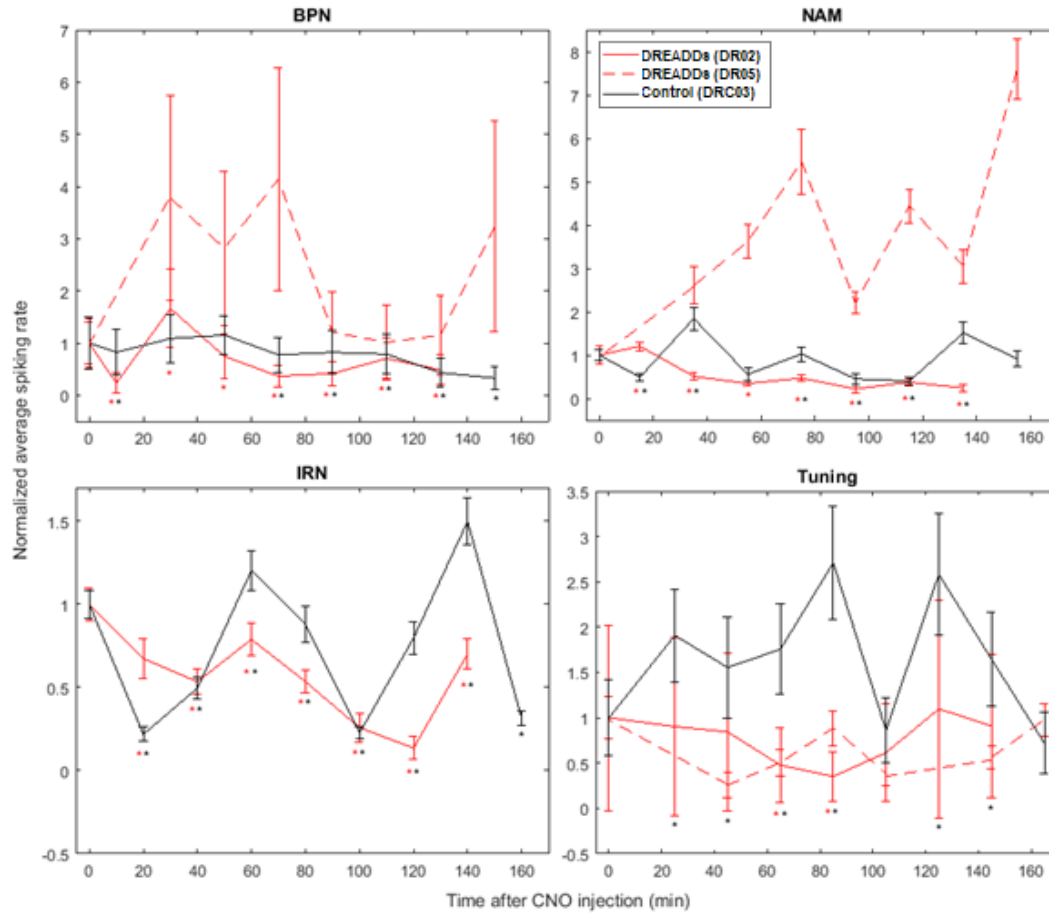 BPN
7
6
5
4
3
2
1
0
0 20 40 60 80 100 120 140 160
NAM
DREADDs (DR02)
DREADDs (DR05)
Control (DRC03)
8
7
6
5
4
3
2
1
0
0 20 40 60 80 100 120 140 160
Normalized average spiking rate
IRN
1.5
1
0.5
0
-0.5
0 20 40 60 80 100 120 140 160
Tuning
3.5
3
2.5
2
1.5
1
0.5
0
-0.5
0 20 40 60 80 100 120 140 160
Time after CNO injection (min)